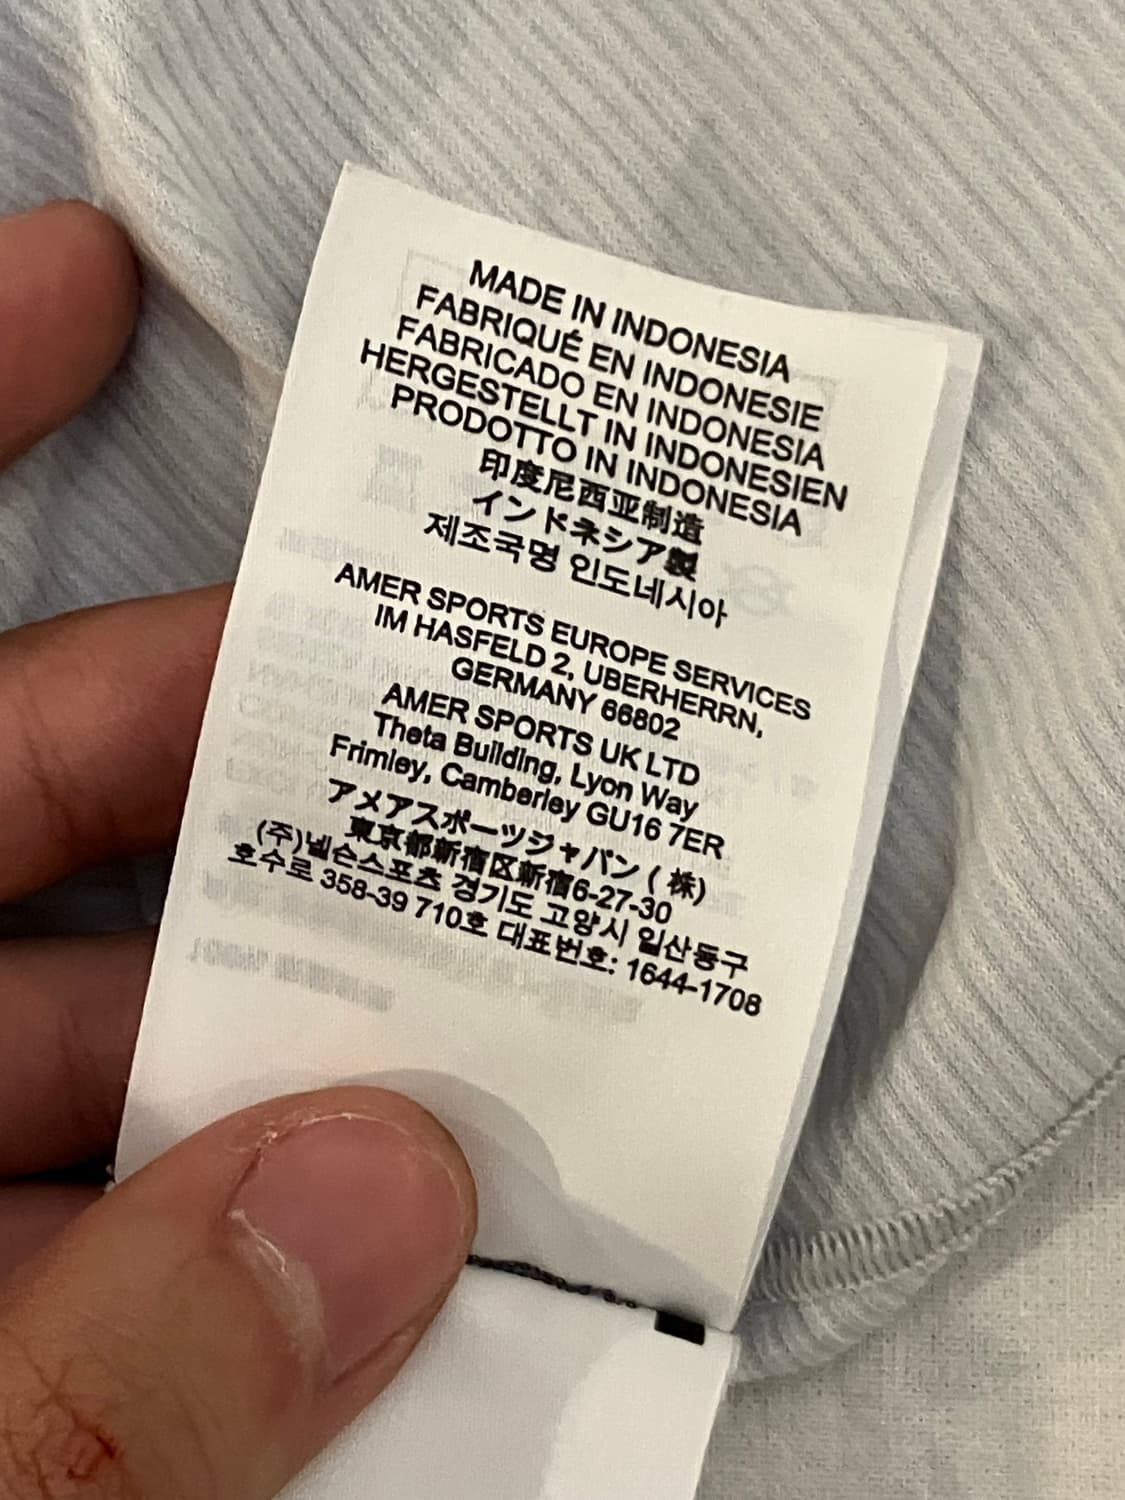 MADE IN INDONESIA
FABRIQUÉ EN INDONESIE
FABRICADO EN INDONESIA
HERGESTELLT IN INDONESIEN
PRODOTTO IN INDONESIA
印度尼西亚制造
インドネシア製
제조국명 인도네시아
AMER SPORTS EUROPE SERVICES
IM HASFELD 2, UBERHERRN,
GERMANY 66802
AMER SPORTS UK LTD
Theta Building, Lyon Way
Frimley, Camberley GU16 7ER
アメアスポーツジャパン ( 株)
東京都新宿区新宿6-27-30
(주)넬슨스포츠 경기도 고양시 일산동구
호수로 358-39 710호 대표번호: 1644-1708